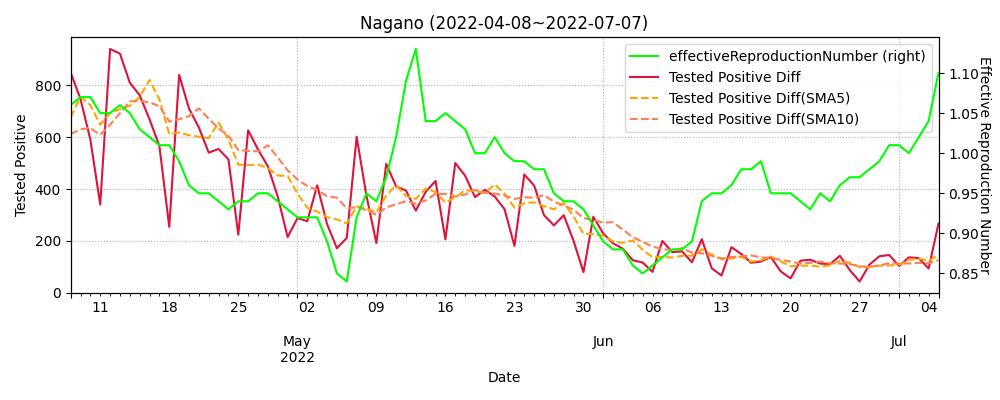 Nagano (2022-04-08~2022-07-07)
effectiveReproductionNumber (right)
Tested Positive Diff
Tested Positive Diff(SMA5)
Tested Positive Diff(SMA10)
Tested Positive
800
600
400
200
0
Effective Reproduction Number
1.10
1.05
1.00
0.95
0.90
0.85
11 18 25 02 09 16 23 30 06 13 20 27 04
May Jun Jul
2022
Date